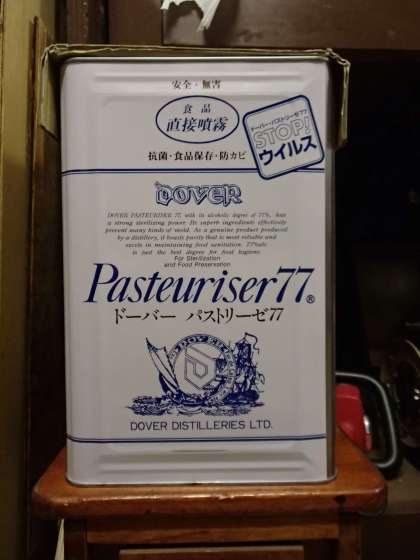 安全・無害
食品
直接噴霧
抗菌・食品保存・防カビ
ドーバー・パストリーゼ77
STOP!
ウイルス
DOVER
DOVER PASTEURISER 77, with its alcoholic degree of 77%, has
a strong sterilizing power. Its superb ingredients effectively
prevent many kinds of mold. As a genuine product produced
by a distillery, it boasts purity that is most reliable and
excels in maintaining food sanitation. 77%alc
is just the best degree for food hygiene.
For Sterilization
and Food Preservation
Pasteuriser77®
ドーバー パストリーゼ77
DOVER
DOVER DISTILLERIES LTD.